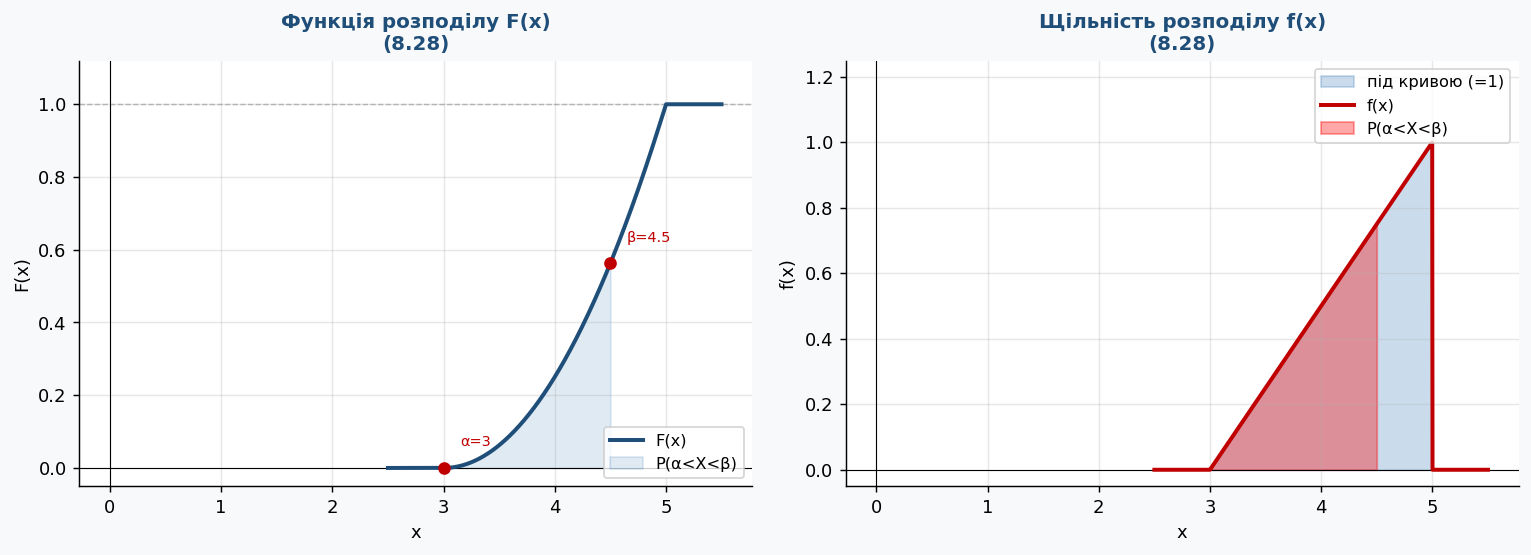 Функція розподілу F(x)
(8.28)
F(x)
1.0
0.8
0.6
0.4
0.2
0.0
β=4.5
α=3
F(x)
P(α<X<β)
0 1 2 3 4 5
x
Щільність розподілу f(x)
(8.28)
f(x)
1.2
1.0
0.8
0.6
0.4
0.2
0.0
під кривою (=1)
f(x)
P(α<X<β)
0 1 2 3 4 5
x